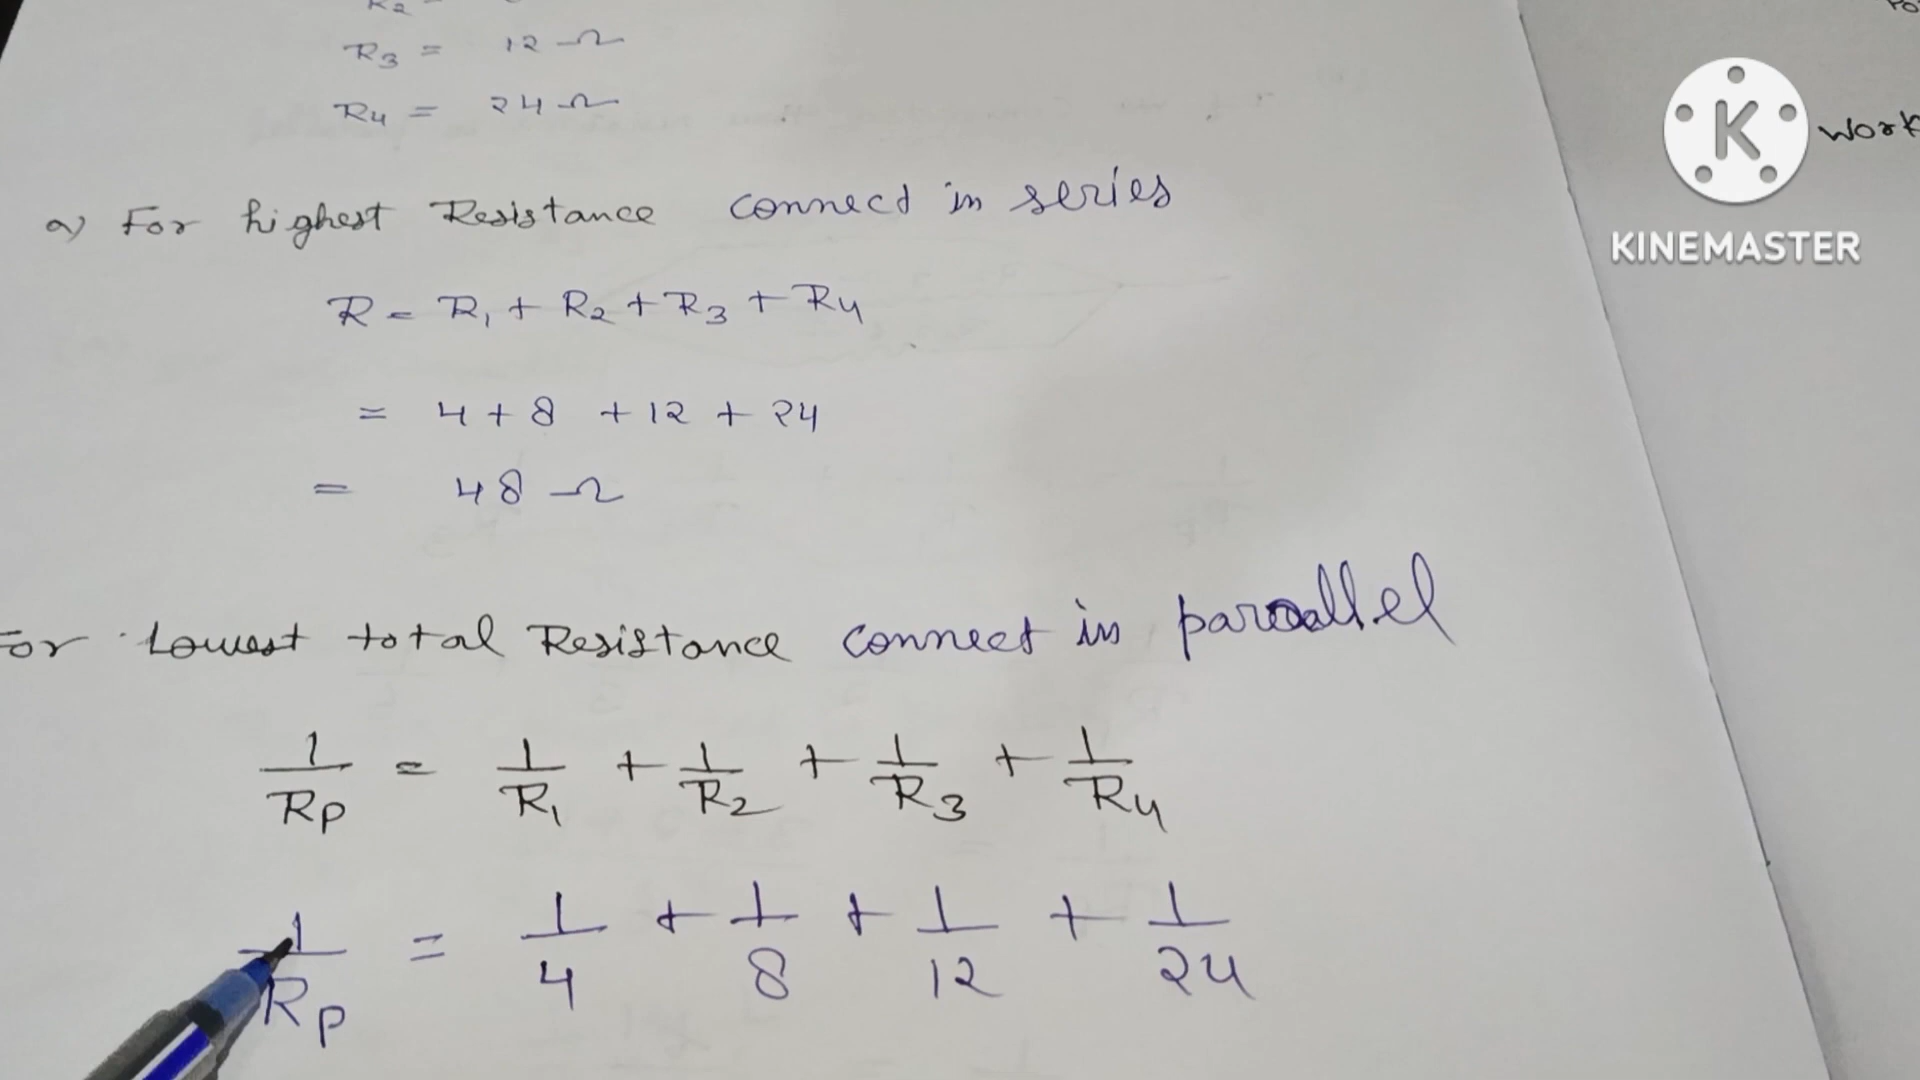 R2 =
R3 = 12 Ω
R4 = 24 Ω
a) For highest Resistance connect in series
R = R1 + R2 + R3 + R4
= 4 + 8 + 12 + 24
= 48 Ω
For Lowest total Resistance connect in parallel
1/RP = 1/R1 + 1/R2 + 1/R3 + 1/R4
1/RP = 1/4 + 1/8 + 1/12 + 1/24
K
KINEMASTER
work